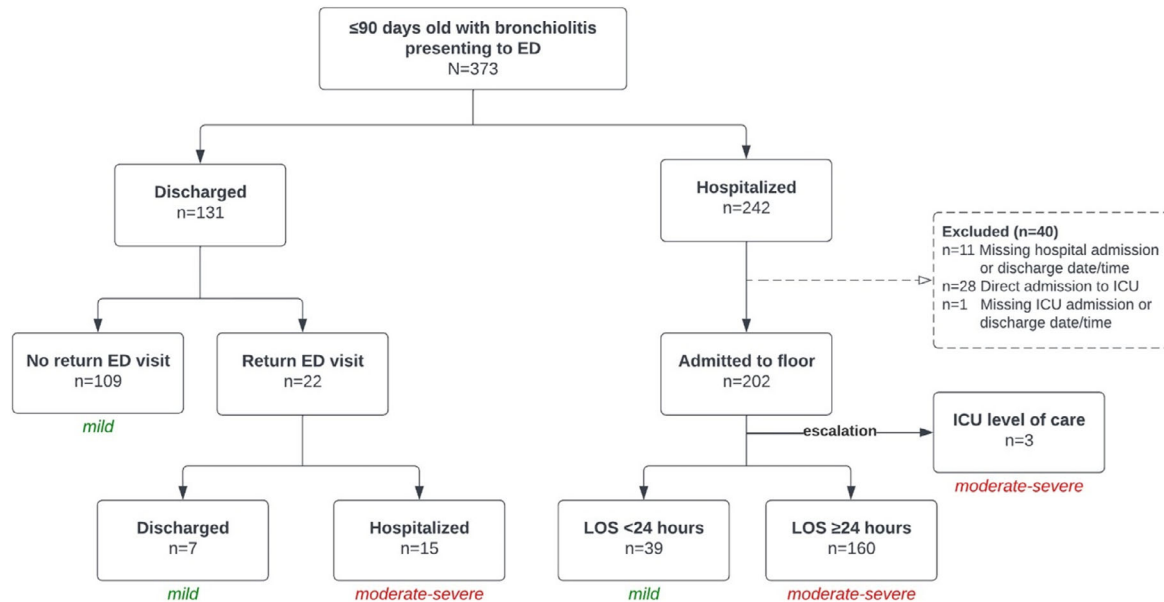 ≤90 days old with bronchiolitis
presenting to ED
N=373
Discharged
n=131
Hospitalized
n=242
Excluded (n=40)
n=11 Missing hospital admission
or discharge date/time
n=28 Direct admission to ICU
n=1 Missing ICU admission or
discharge date/time
No return ED visit
n=109
mild
Return ED visit
n=22
Admitted to floor
n=202
escalation
ICU level of care
n=3
moderate-severe
Discharged
n=7
mild
Hospitalized
n=15
moderate-severe
LOS <24 hours
n=39
mild
LOS ≥24 hours
n=160
moderate-severe